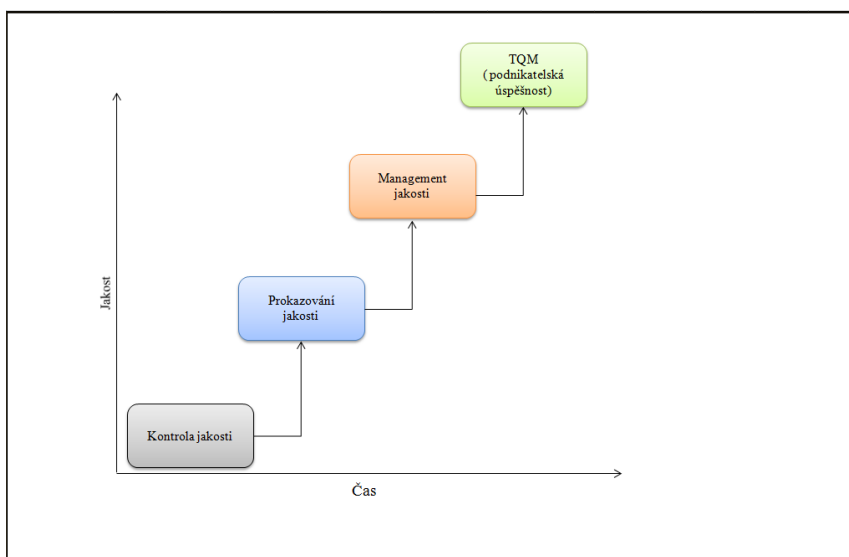 TQM
( podnikatelská
úspěšnost)
Management
jakosti
Prokazování
jakosti
Kontrola jakosti
Jakost
Čas